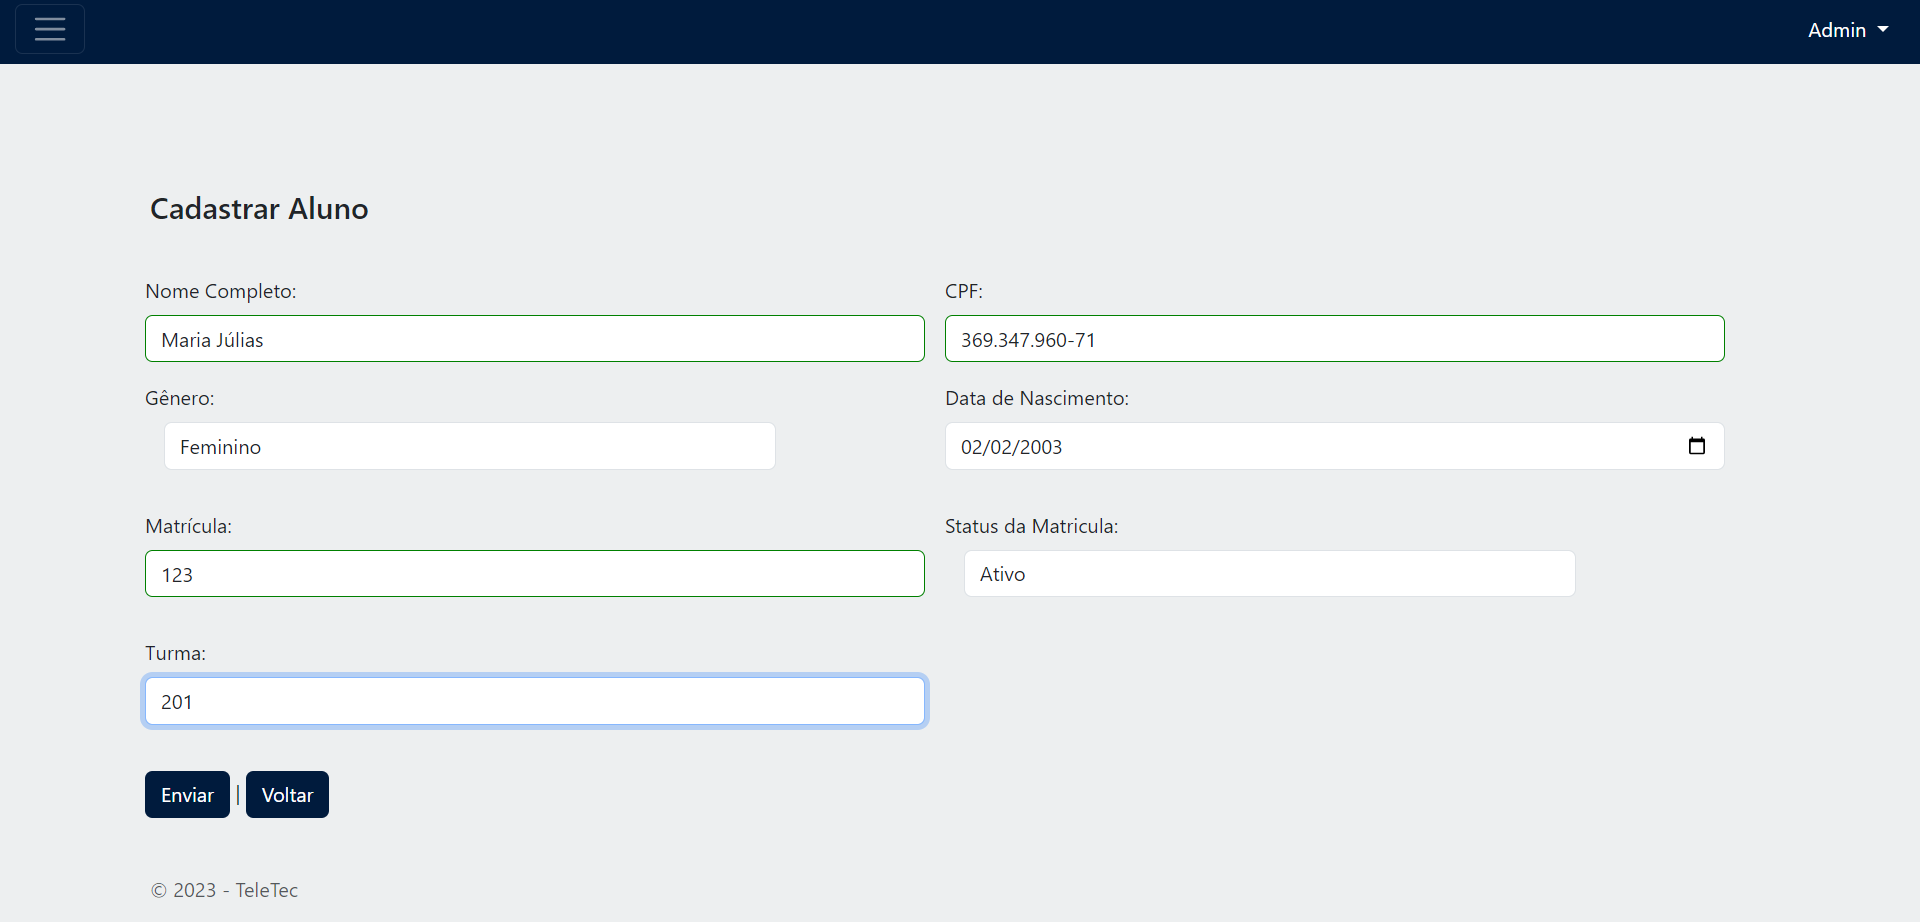 Admin
Cadastrar Aluno
Nome Completo:
CPF:
Maria Júlias
369.347.960-71
Gênero:
Data de Nascimento:
Feminino
02/02/2003
Matrícula:
Status da Matricula:
123
Ativo
Turma:
201
Enviar | Voltar
© 2023 - TeleTec